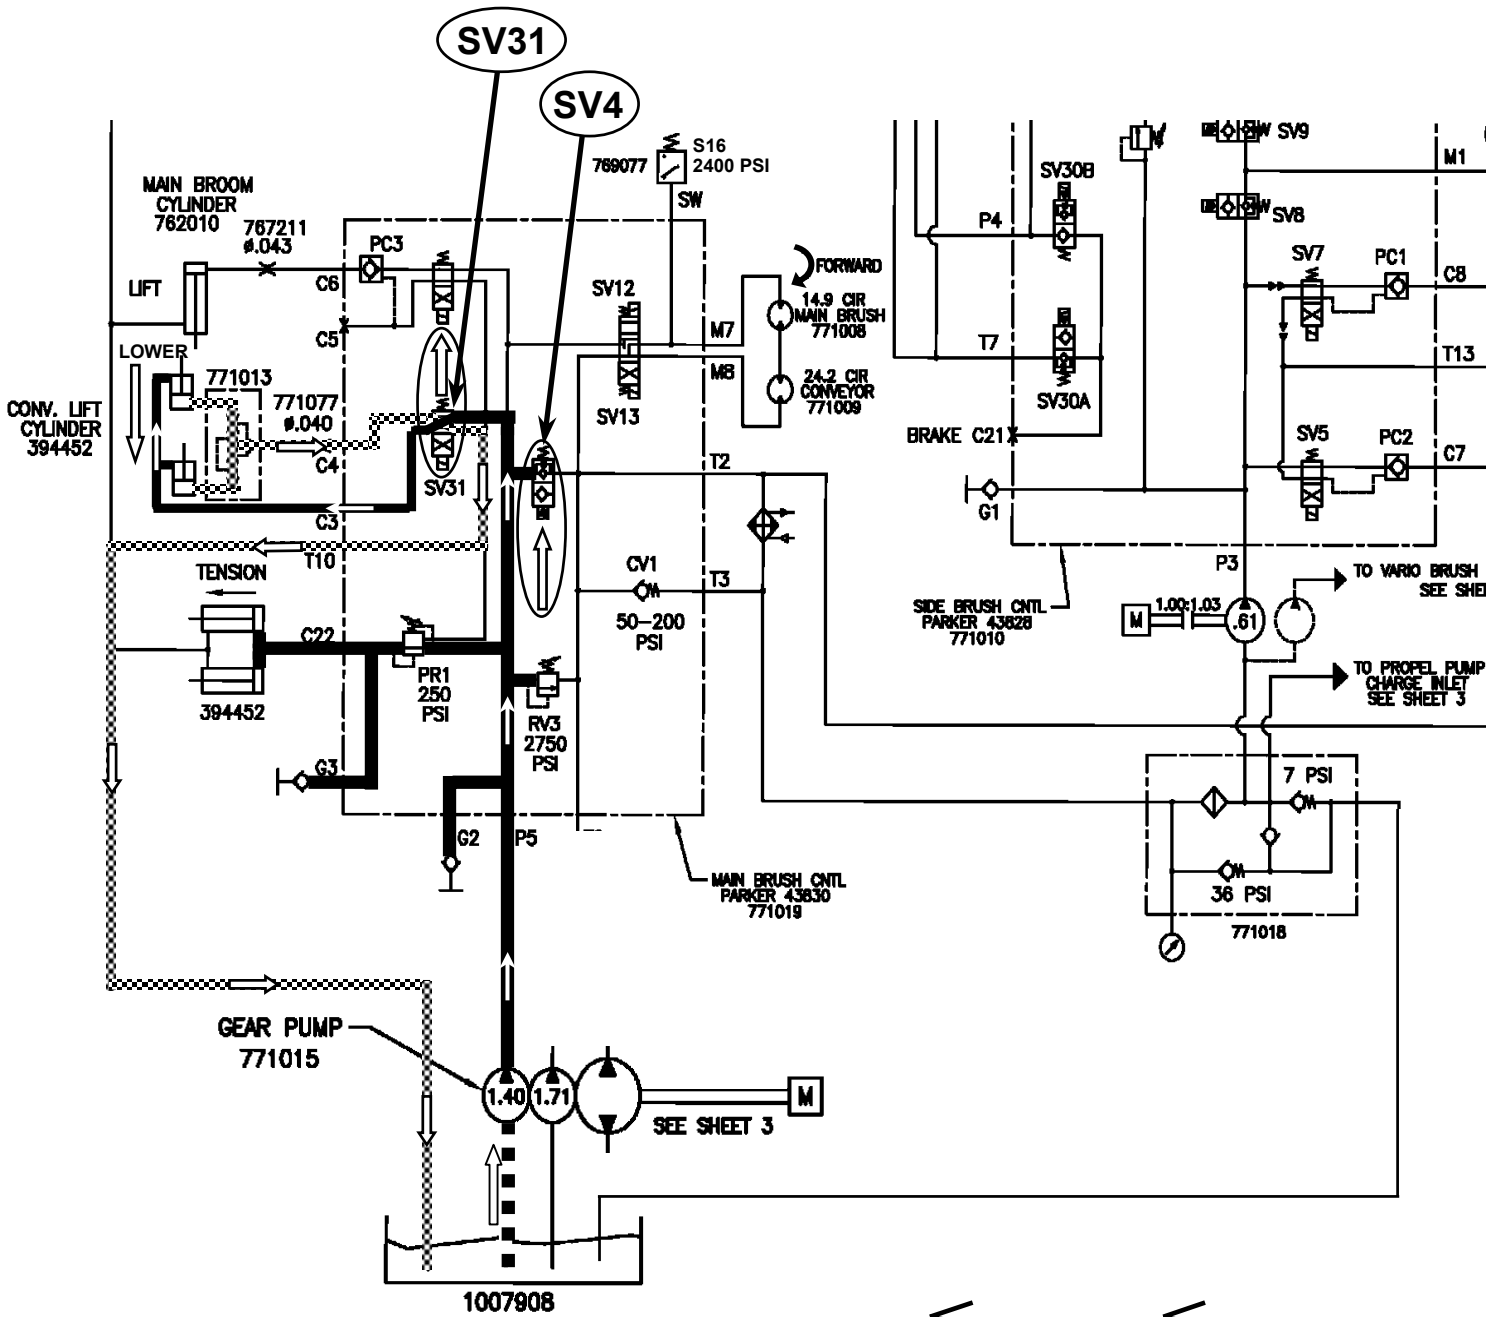 SV31
SV4
S16
2400 PSI
769077
SW
MAIN BROOM
CYLINDER
762010
767211
ø.043
PC3
C6
LIFT
C5
LOWER
771013
771077
ø.040
CONV. LIFT
CYLINDER
394452
C4
SV31
C3
T10
TENSION
C22
394452
PR1
250
PSI
G3
G2
P5
RV3
2750
PSI
SV12
SV13
M7
M8
FORWARD
14.9 CIR
MAIN BRUSH
771008
24.2 CIR
CONVEYOR
771009
T2
CV1
T3
50-200
PSI
MAIN BRUSH CNTL
PARKER 43830
771019
GEAR PUMP
771015
1.40
1.71
M
SEE SHEET 3
1007908
SV9
M1
SV30B
P4
SV8
SV7
PC1
C8
T7
SV30A
T13
BRAKE C21
SV5
PC2
C7
G1
P3
SIDE BRUSH CNTL
PARKER 43828
771010
M
1.00:1.03
.61
TO VARIO BRUSH
SEE SHE
TO PROPEL PUMP
CHARGE INLET
SEE SHEET 3
7 PSI
36 PSI
771018